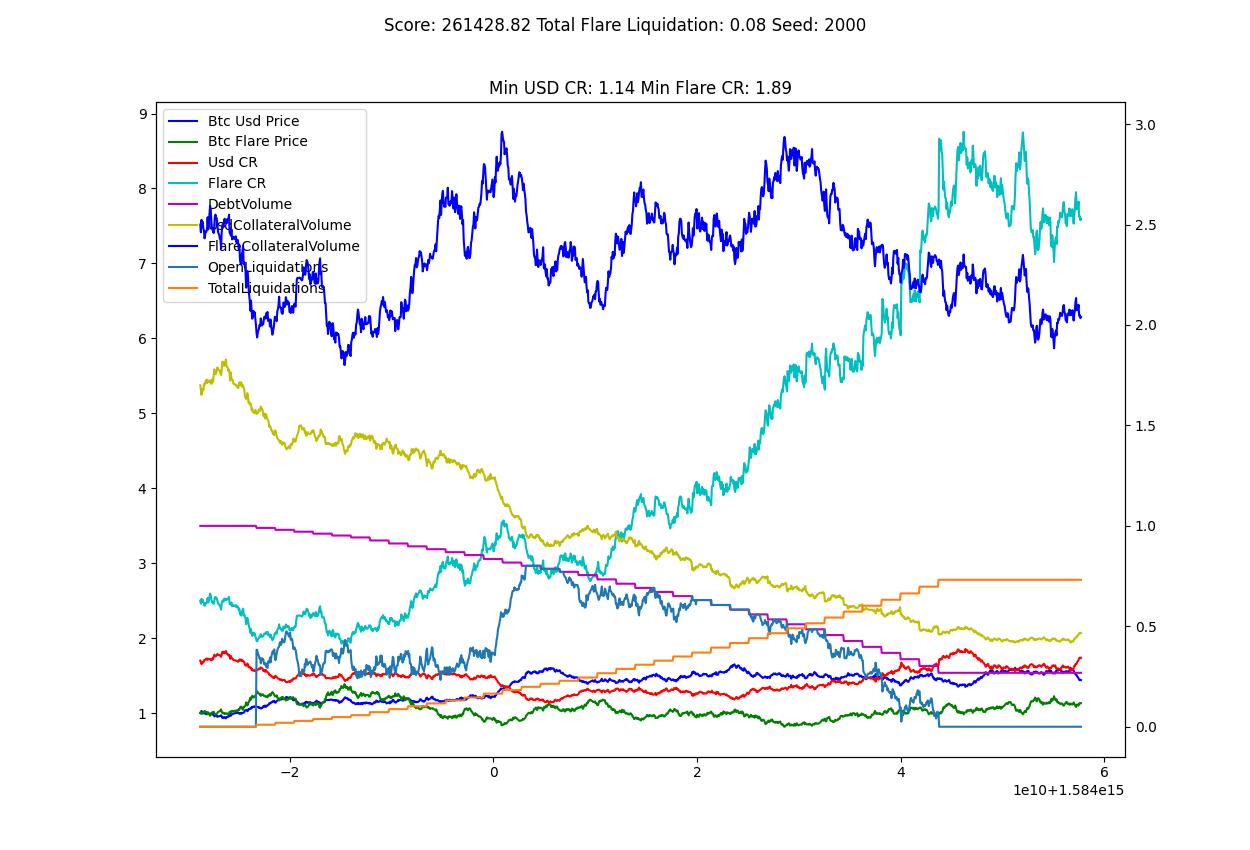 Score: 261428.82 Total Flare Liquidation: 0.08 Seed: 2000
Min USD CR: 1.14 Min Flare CR: 1.89
Btc Usd Price
Btc Flare Price
Usd CR
Flare CR
DebtVolume
UsdCollateralVolume
FlareCollateralVolume
OpenLiquidations
TotalLiquidations
9
8
7
6
5
4
3
2
1
3.0
2.5
2.0
1.5
1.0
0.5
0.0
−2
0
2
4
6
1e10+1.584e15